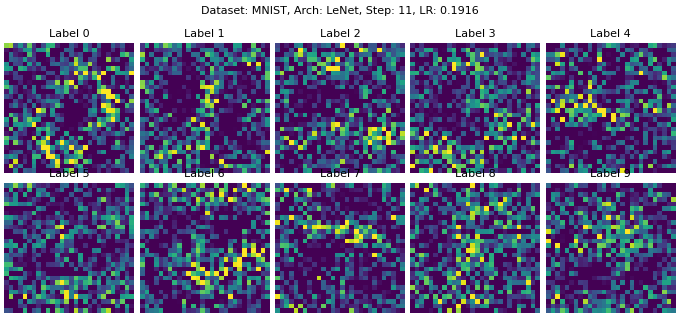 Dataset: MNIST, Arch: LeNet, Step: 11, LR: 0.1916
Label 0 Label 1 Label 2 Label 3 Label 4
Label 5 Label 6 Label 7 Label 8 Label 9